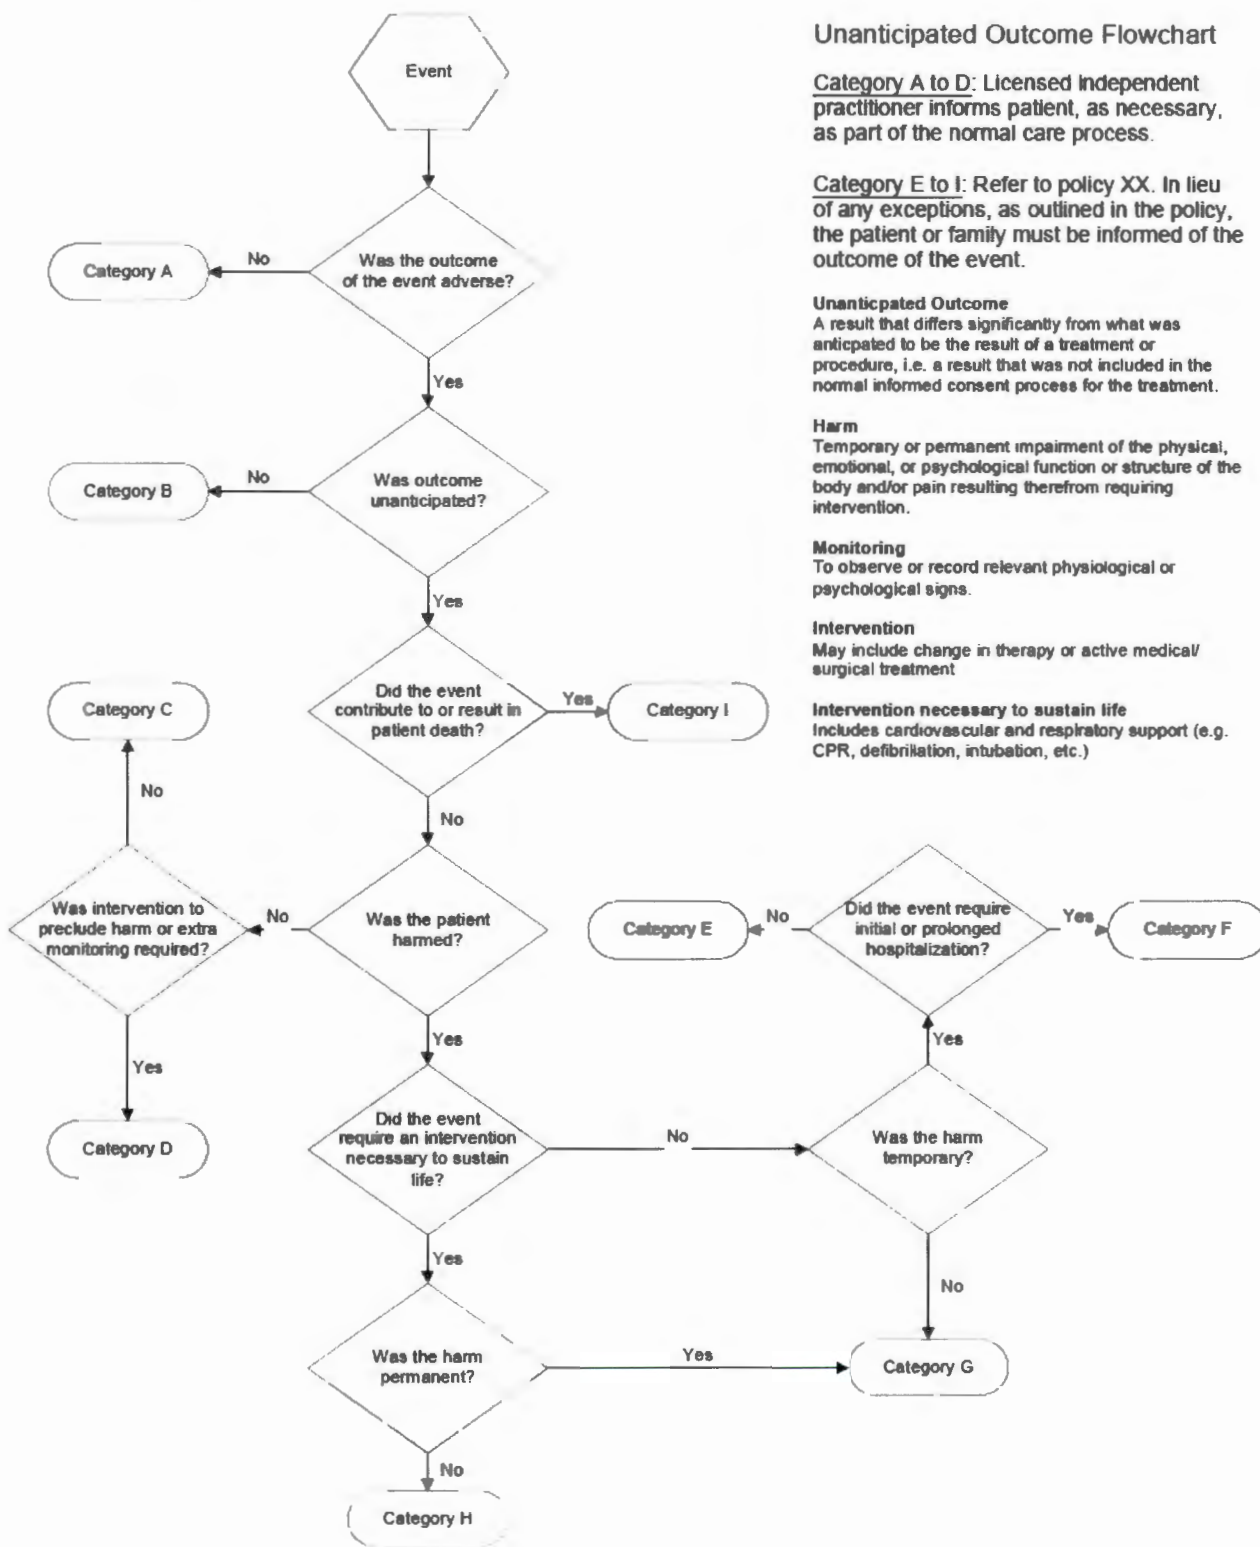 Unanticipated Outcome Flowchart
Category A to D: Licensed Independent
practitioner informs patient, as necessary,
as part of the normal care process.
Category E to I: Refer to policy XX. In lieu
of any exceptions, as outlined in the policy,
the patient or family must be informed of the
outcome of the event.
Unanticpated Outcome
A result that differs significantly from what was
anticpated to be the result of a treatment or
procedure, i.e. a result that was not included in the
normal informed consent process for the treatment.
Harm
Temporary or permanent impairment of the physical,
emotional, or psychological function or structure of the
body and/or pain resulting therefrom requiring
intervention.
Monitoring
To observe or record relevant physiological or
psychological signs.
Intervention
May include change in therapy or active medical/
surgical treatment
Intervention necessary to sustain life
Includes cardiovascular and respiratory support (e.g.
CPR, defibrillation, intubation, etc.)
Event
Was the outcome
of the event adverse?
No
Category A
Yes
Was outcome
unanticipated?
No
Category B
Yes
Did the event
contribute to or result in
patient death?
Yes
Category I
No
Was the patient
harmed?
No
Was intervention to
preclude harm or extra
monitoring required?
No
Category C
Yes
Category D
Yes
Did the event
require an intervention
necessary to sustain
life?
No
Was the harm
temporary?
Yes
Did the event require
initial or prolonged
hospitalization?
No
Category E
Yes
Category F
No
Category G
Yes
Was the harm
permanent?
Yes
No
Category H